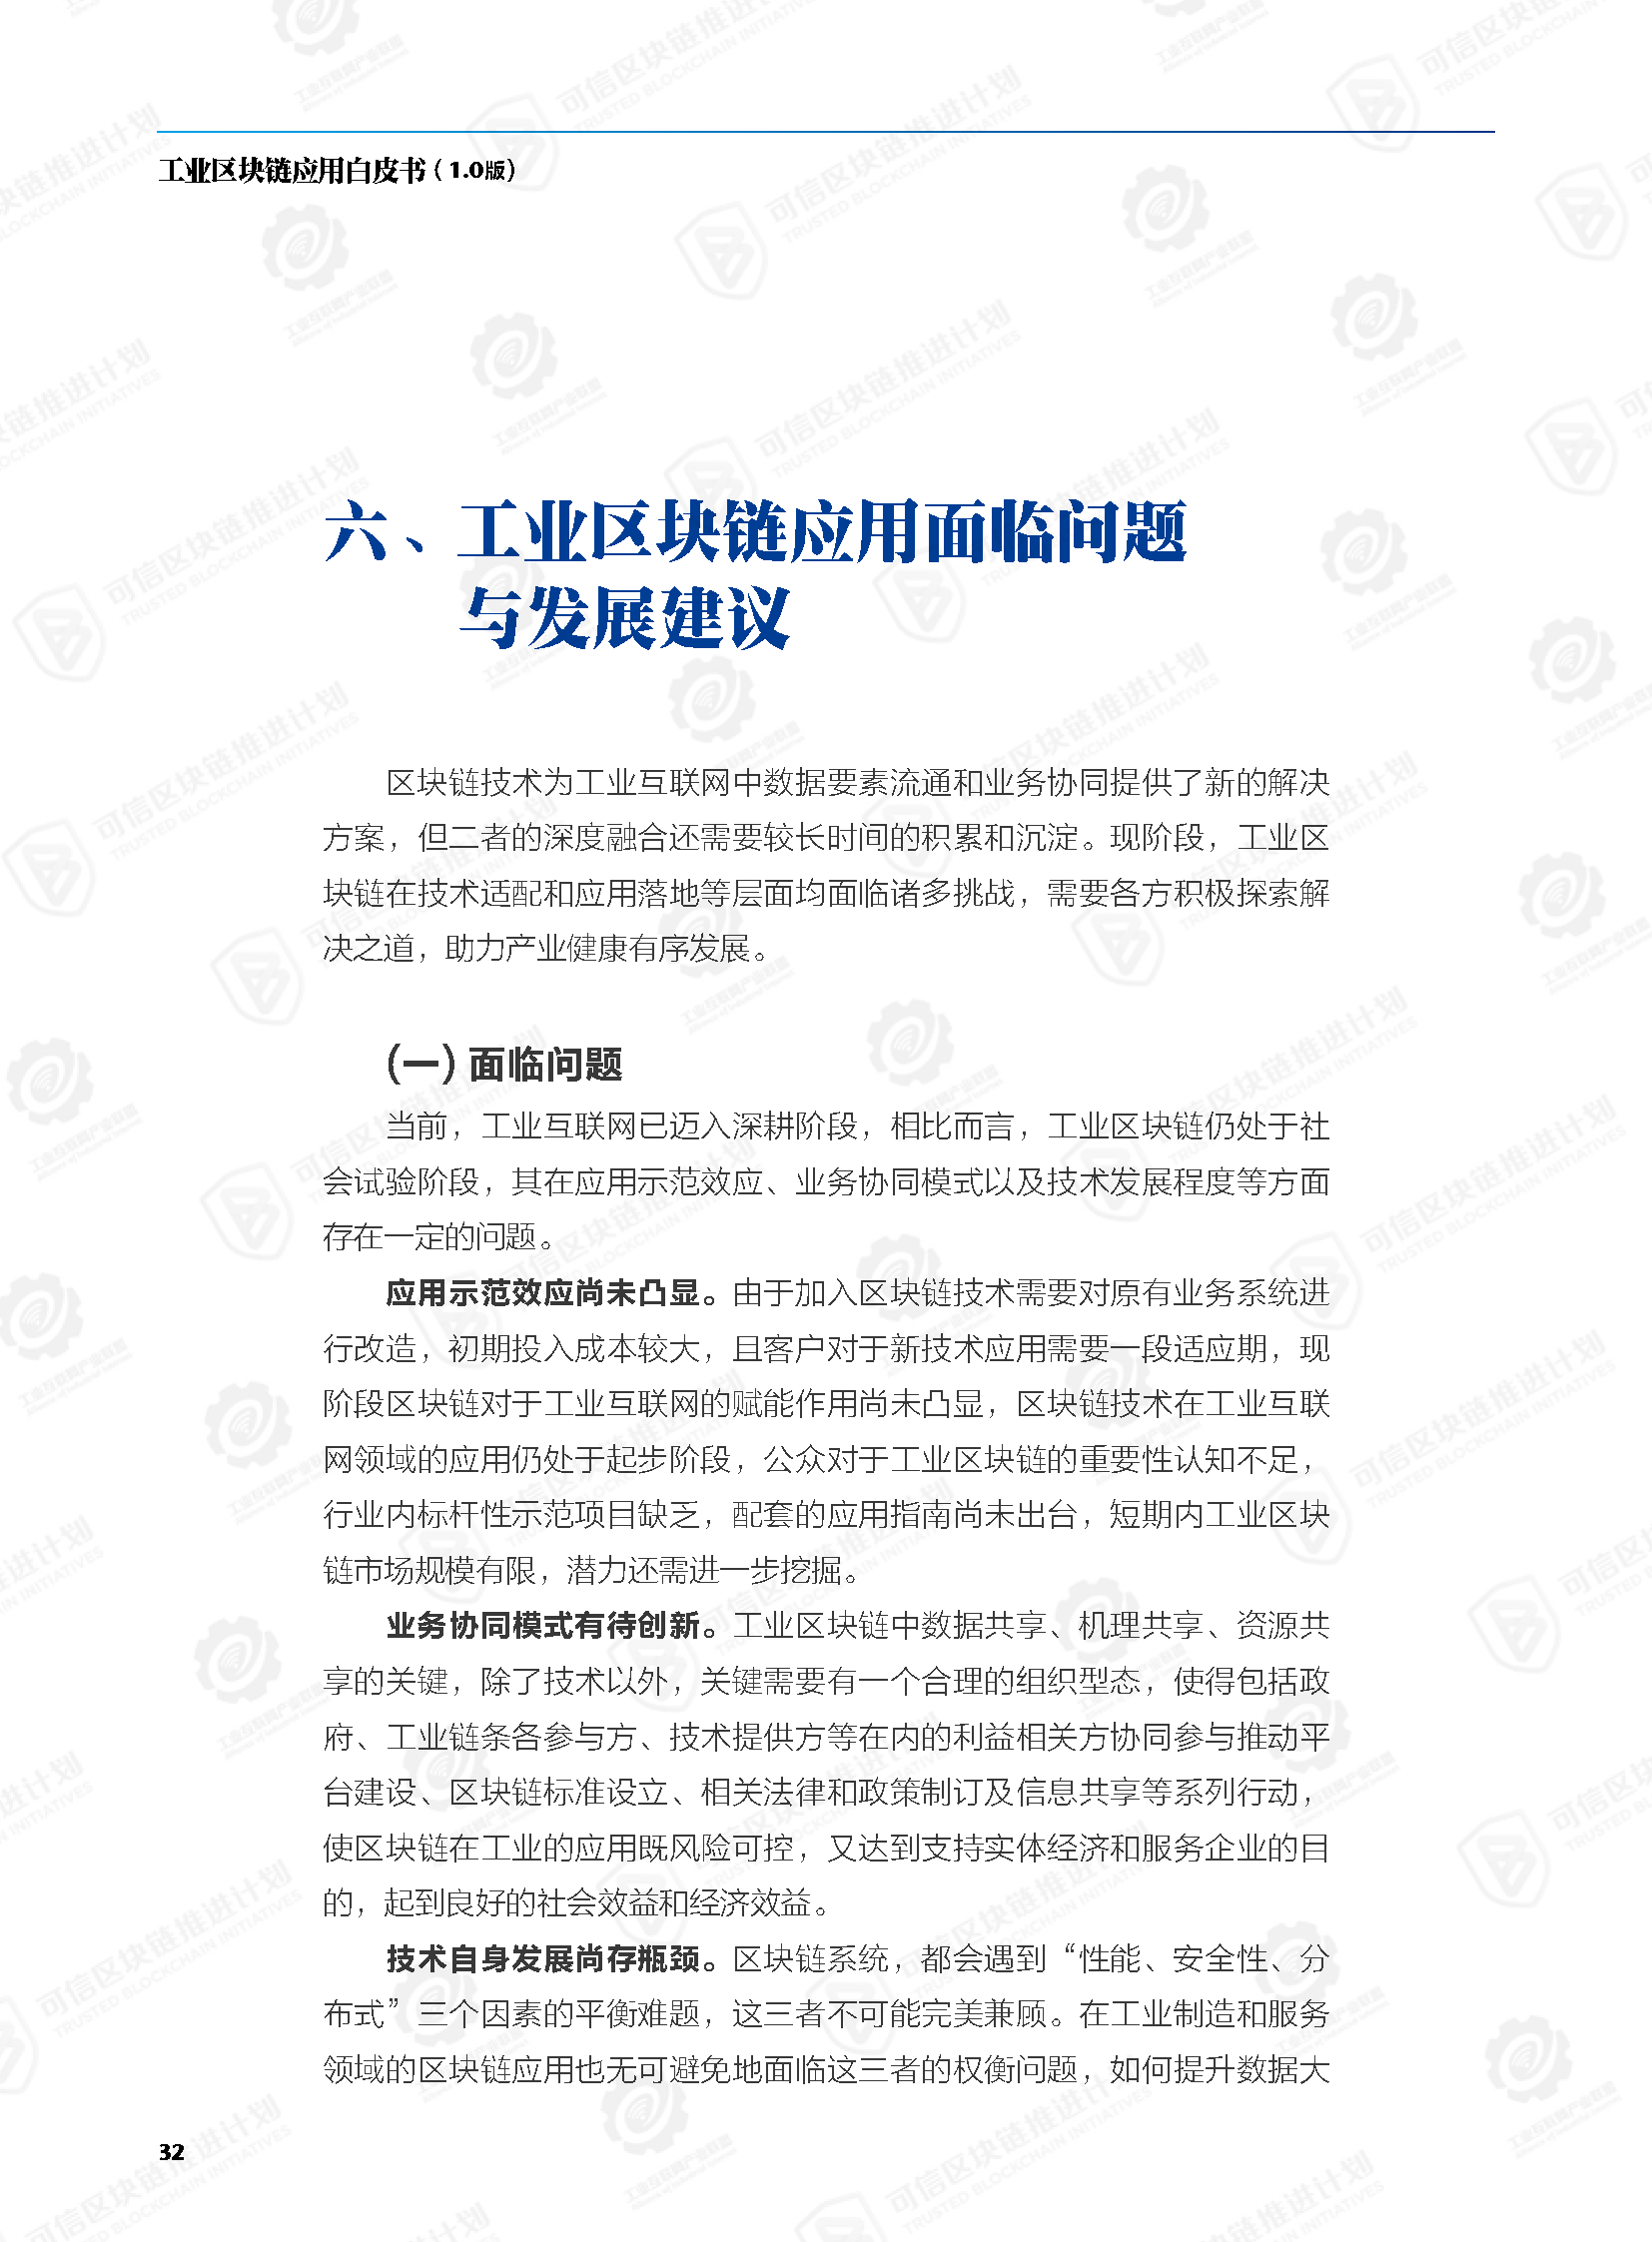 工业区块链应用白皮书（1.0版）
六、工业区块链应用面临问题
与发展建议
区块链技术为工业互联网中数据要素流通和业务协同提供了新的解决
方案，但二者的深度融合还需要较长时间的积累和沉淀。现阶段，工业区
块链在技术适配和应用落地等层面均面临诸多挑战，需要各方积极探索解
决之道，助力产业健康有序发展。
(一) 面临问题
当前，工业互联网已迈入深耕阶段，相比而言，工业区块链仍处于社
会试验阶段，其在应用示范效应、业务协同模式以及技术发展程度等方面
存在一定的问题。
应用示范效应尚未凸显。由于加入区块链技术需要对原有业务系统进
行改造，初期投入成本较大，且客户对于新技术应用需要一段适应期，现
阶段区块链对于工业互联网的赋能作用尚未凸显，区块链技术在工业互联
网领域的应用仍处于起步阶段，公众对于工业区块链的重要性认知不足，
行业内标杆性示范项目缺乏，配套的应用指南尚未出台，短期内工业区块
链市场规模有限，潜力还需进一步挖掘。
业务协同模式有待创新。工业区块链中数据共享、机理共享、资源共
享的关键，除了技术以外，关键需要有一个合理的组织型态，使得包括政
府、工业链条各参与方、技术提供方等在内的利益相关方协同参与推动平
台建设、区块链标准设立、相关法律和政策制订及信息共享等系列行动，
使区块链在工业的应用既风险可控，又达到支持实体经济和服务企业的目
的，起到良好的社会效益和经济效益。
技术自身发展尚存瓶颈。区块链系统，都会遇到“性能、安全性、分
布式”三个因素的平衡难题，这三者不可能完美兼顾。在工业制造和服务
领域的区块链应用也无可避免地面临这三者的权衡问题，如何提升数据大
32